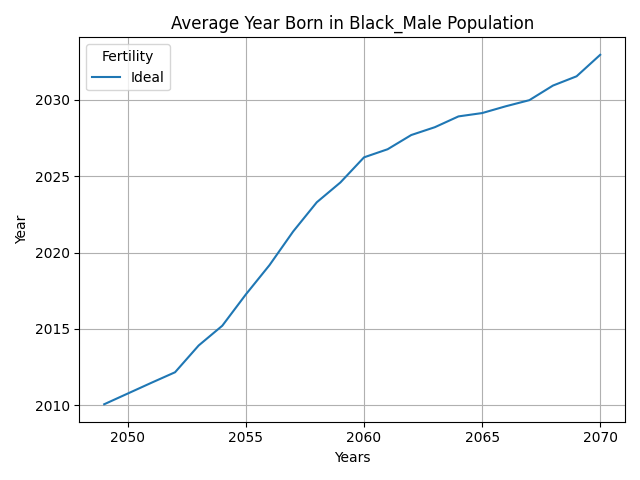 Average Year Born in Black_Male Population
Fertility
Ideal
Year
2030
2025
2020
2015
2010
2050 2055 2060 2065 2070
Years